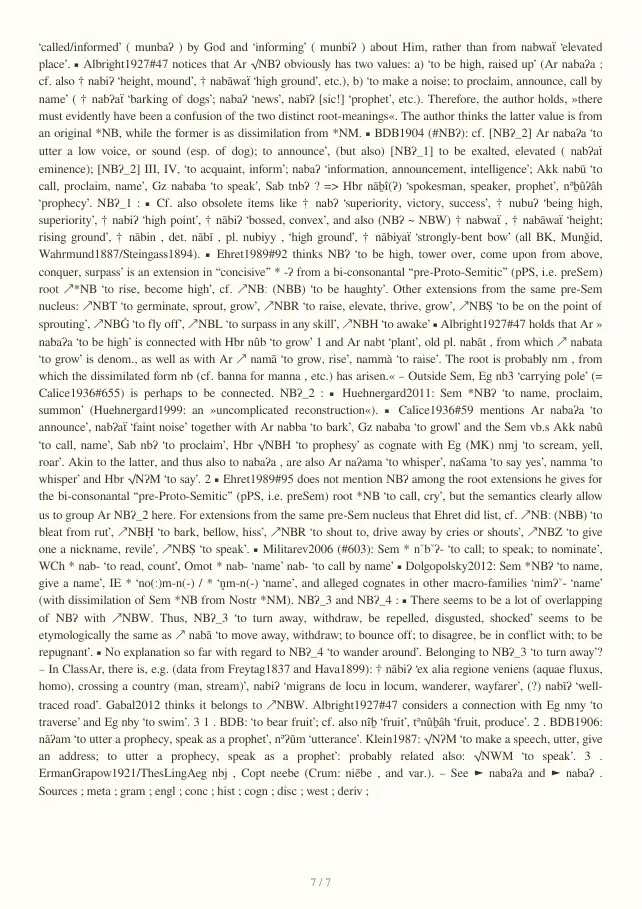 ‘called/informed’ ( munbaʔ ) by God and ‘informing’ ( munbiʔ ) about Him, rather than from nabwaẗ ‘elevated
place’. ▪ Albright1927#47 notices that Ar √NBʔ obviously has two values: a) ‘to be high, raised up’ (Ar nabaʔa ;
cf. also † nabiʔ ‘height, mound’, † nabāwaẗ ‘high ground’, etc.), b) ‘to make a noise; to proclaim, announce, call by
name’ ( † nabʔaẗ ‘barking of dogs’; nabaʔ ‘news’, nabīʔ [sic!] ‘prophet’, etc.). Therefore, the author holds, »there
must evidently have been a confusion of the two distinct root-meanings«. The author thinks the latter value is from
an original *NB, while the former is as dissimilation from *NM. ▪ BDB1904 (#NBʔ): cf. [NBʔ_2] Ar nabaʔa ‘to
utter a low voice, or sound (esp. of dog); to announce’, (but also) [NBʔ_1] to be exalted, elevated ( nabʔaẗ
eminence); [NBʔ_2] III, IV, ‘to acquaint, inform’; nabaʔ ‘information, announcement, intelligence’; Akk nabū ‘to
call, proclaim, name’, Gz nababa ‘to speak’, Sab tnbʔ ? => Hbr nāḇî(ʔ) ‘spokesman, speaker, prophet’, nᵊḇûʔâh
‘prophecy’. NBʔ_1 : ▪ Cf. also obsolete items like † nabʔ ‘superiority, victory, success’, † nubuʔ ‘being high,
superiority’, † nabiʔ ‘high point’, † nābiʔ ‘bossed, convex’, and also (NBʔ ~ NBW) † nabwaẗ , † nabāwaẗ ‘height;
rising ground’, † nābin , det. nābī , pl. nubiyy , ‘high ground’, † nābiyaẗ ‘strongly-bent bow’ (all BK, Munǧid,
Wahrmund1887/Steingass1894). ▪ Ehret1989#92 thinks NBʔ ‘to be high, tower over, come upon from above,
conquer, surpass’ is an extension in “concisive” * -ʔ from a bi-consonantal “pre-Proto-Semitic” (pPS, i.e. preSem)
root ↗*NB ‘to rise, become high’, cf. ↗NB: (NBB) ‘to be haughty’. Other extensions from the same pre-Sem
nucleus: ↗NBT ‘to germinate, sprout, grow’, ↗NBR ‘to raise, elevate, thrive, grow’, ↗NBṢ ‘to be on the point of
sprouting’, ↗NBĠ ‘to fly off’, ↗NBL ‘to surpass in any skill’, ↗NBH ‘to awake’ ▪ Albright1927#47 holds that Ar »
nabaʔa ‘to be high’ is connected with Hbr nûb ‘to grow’ 1 and Ar nabt ‘plant’, old pl. nabāt , from which ↗ nabata
‘to grow’ is denom., as well as with Ar ↗ namā ‘to grow, rise’, nammà ‘to raise’. The root is probably nm , from
which the dissimilated form nb (cf. banna for manna , etc.) has arisen.« – Outside Sem, Eg nb3 ‘carrying pole’ (=
Calice1936#655) is perhaps to be connected. NBʔ_2 : ▪ Huehnergard2011: Sem *NBʔ ‘to name, proclaim,
summon’ (Huehnergard1999: an »uncomplicated reconstruction«). ▪ Calice1936#59 mentions Ar nabaʔa ‘to
announce’, nabʔaẗ ‘faint noise’ together with Ar nabba ‘to bark’, Gz nababa ‘to growl’ and the Sem vb.s Akk nabû
‘to call, name’, Sab nbʔ ‘to proclaim’, Hbr √NBH ‘to prophesy’ as cognate with Eg (MK) nmj ‘to scream, yell,
roar’. Akin to the latter, and thus also to nabaʔa , are also Ar naʔama ‘to whisper’, naʕama ‘to say yes’, namma ‘to
whisper’ and Hbr √NʔM ‘to say’. 2 ▪ Ehret1989#95 does not mention NBʔ among the root extensions he gives for
the bi-consonantal “pre-Proto-Semitic” (pPS, i.e. preSem) root *NB ‘to call, cry’, but the semantics clearly allow
us to group Ar NBʔ_2 here. For extensions from the same pre-Sem nucleus that Ehret did list, cf. ↗NB: (NBB) ‘to
bleat from rut’, ↗NBḤ ‘to bark, bellow, hiss’, ↗NBR ‘to shout to, drive away by cries or shouts’, ↗NBZ ‘to give
one a nickname, revile’, ↗NBṢ ‘to speak’. ▪ Militarev2006 (#603): Sem * nˇbˇʔ- ‘to call; to speak; to nominate’,
WCh * nab- ‘to read, count’, Omot * nab- ‘name’ nab- ‘to call by name’ ▪ Dolgopolsky2012: Sem *NBʔ ‘to name,
give a name’, IE * ‘no(:)m-n(-) / * ‘n̥m-n(-) ‘name’, and alleged cognates in other macro-families ‘nimʔˇ- ‘name’
(with dissimilation of Sem *NB from Nostr *NM). NBʔ_3 and NBʔ_4 : ▪ There seems to be a lot of overlapping
of NBʔ with ↗NBW. Thus, NBʔ_3 ‘to turn away, withdraw, be repelled, disgusted, shocked’ seems to be
etymologically the same as ↗ nabā ‘to move away, withdraw; to bounce off; to disagree, be in conflict with; to be
repugnant’. ▪ No explanation so far with regard to NBʔ_4 ‘to wander around’. Belonging to NBʔ_3 ‘to turn away’?
– In ClassAr, there is, e.g. (data from Freytag1837 and Hava1899): † nābiʔ ‘ex alia regione veniens (aquae fluxus,
homo), crossing a country (man, stream)’, nabiʔ ‘migrans de locu in locum, wanderer, wayfarer’, (?) nabīʔ ‘well-
traced road’. Gabal2012 thinks it belongs to ↗NBW. Albright1927#47 considers a connection with Eg nmy ‘to
traverse’ and Eg nby ‘to swim’. 3 1 . BDB: ‘to bear fruit’; cf. also nîḇ ‘fruit’, tᵊnûḇâh ‘fruit, produce’. 2 . BDB1906:
nāʔam ‘to utter a prophecy, speak as a prophet’, nᵊʔūm ‘utterance’. Klein1987: √NʔM ‘to make a speech, utter, give
an address; to utter a prophecy, speak as a prophet’: probably related also: √NWM ‘to speak’. 3 .
ErmanGrapow1921/ThesLingAeg nbj , Copt neebe (Crum: niēbe , and var.). – See ► nabaʔa and ► nabaʔ .
Sources ; meta ; gram ; engl ; conc ; hist ; cogn ; disc ; west ; deriv ;
7 / 7